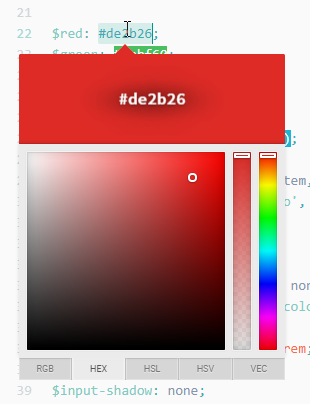 21
22 $red: #de2b26;
23 $green:
#de2b26
;
tem,
o',
non
colo
rem;
RGB HEX HSL HSV VEC
39 $input-shadow: none;